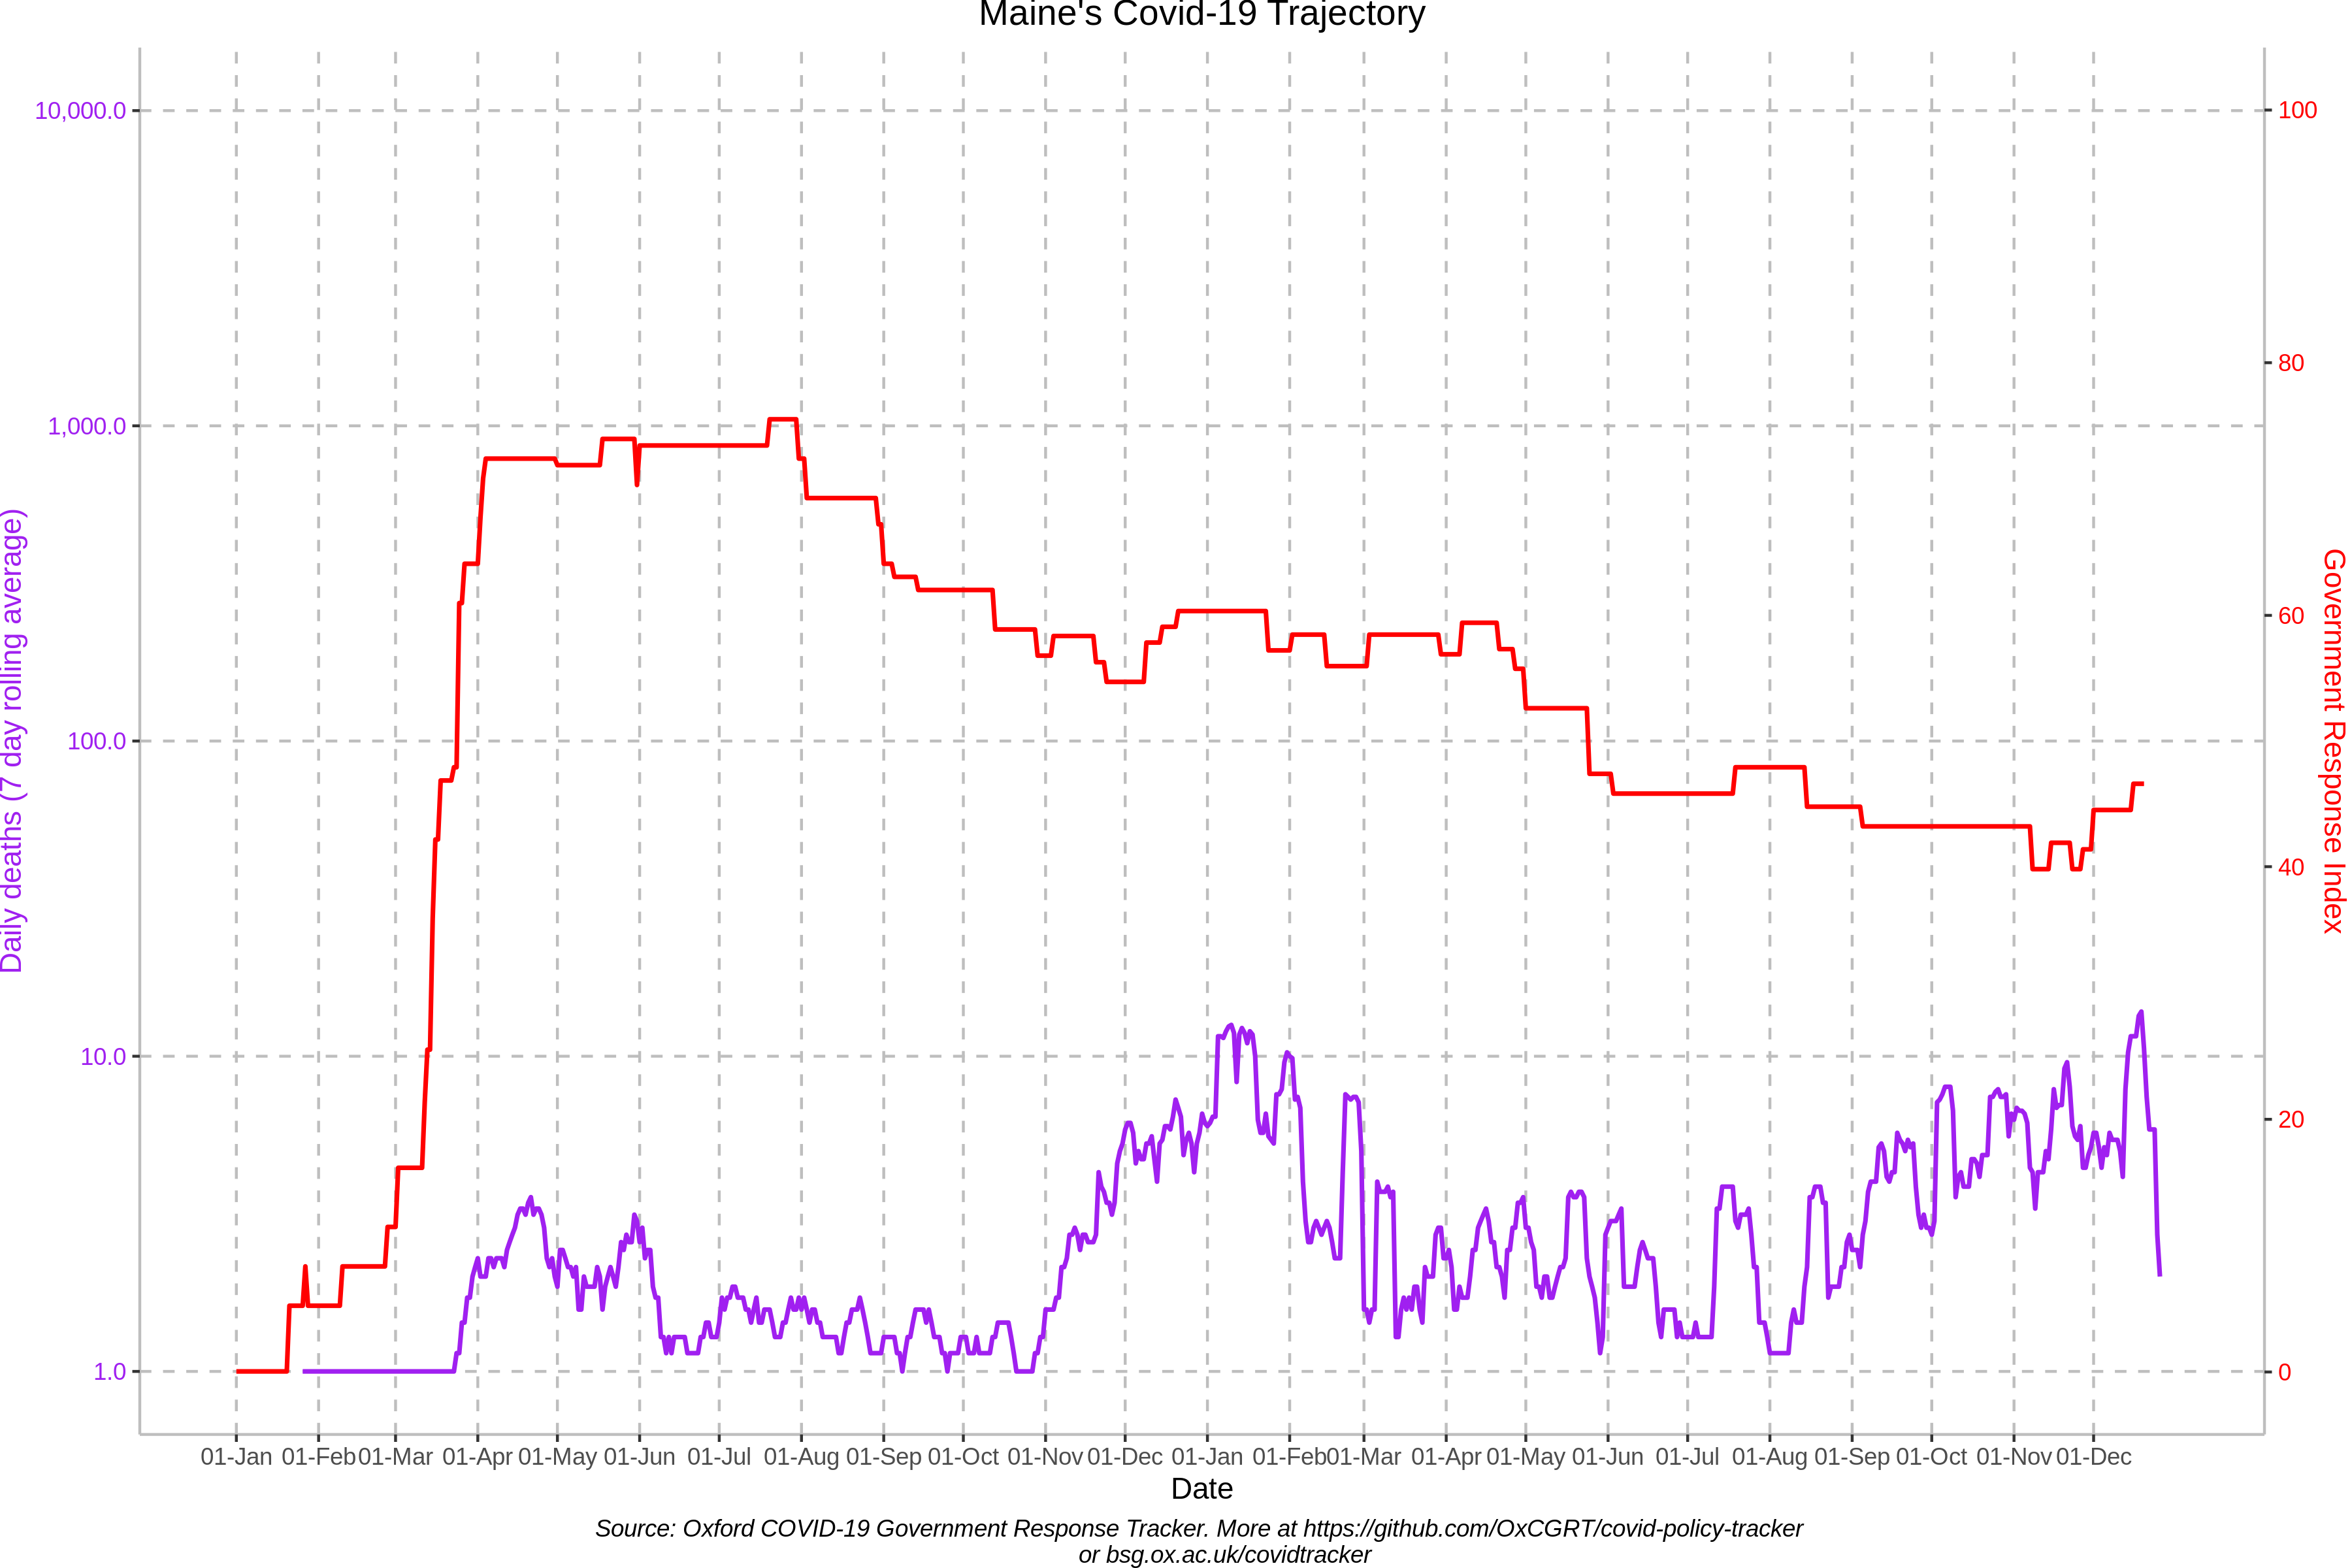 Maine's Covid-19 Trajectory
Daily deaths (7 day rolling average)
10,000.0
1,000.0
100.0
10.0
1.0
100
80
60
40
20
0
Government Response Index
01-Jan 01-Feb 01-Mar 01-Apr 01-May 01-Jun 01-Jul 01-Aug 01-Sep 01-Oct 01-Nov 01-Dec 01-Jan 01-Feb 01-Mar 01-Apr 01-May 01-Jun 01-Jul 01-Aug 01-Sep 01-Oct 01-Nov 01-Dec
Date
Source: Oxford COVID-19 Government Response Tracker. More at https://github.com/OxCGRT/covid-policy-tracker
or bsg.ox.ac.uk/covidtracker